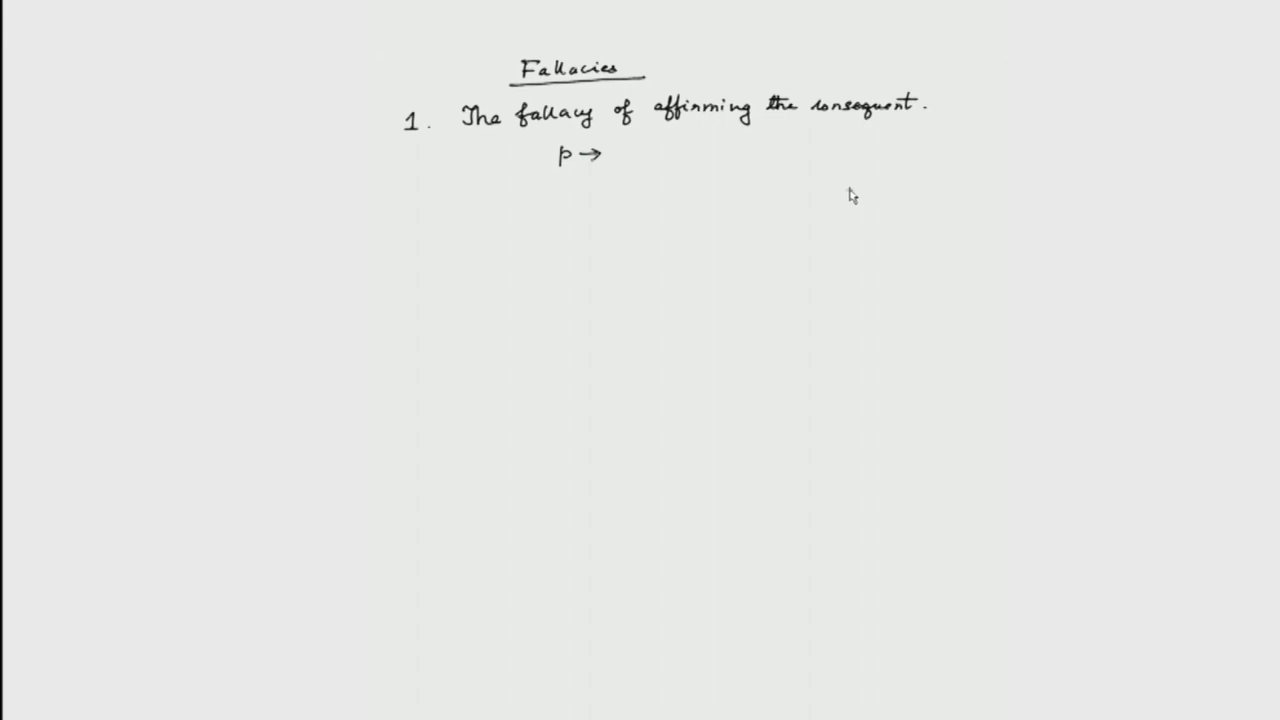 Fallacies
1. The fallacy of affirming the consequent.
p →